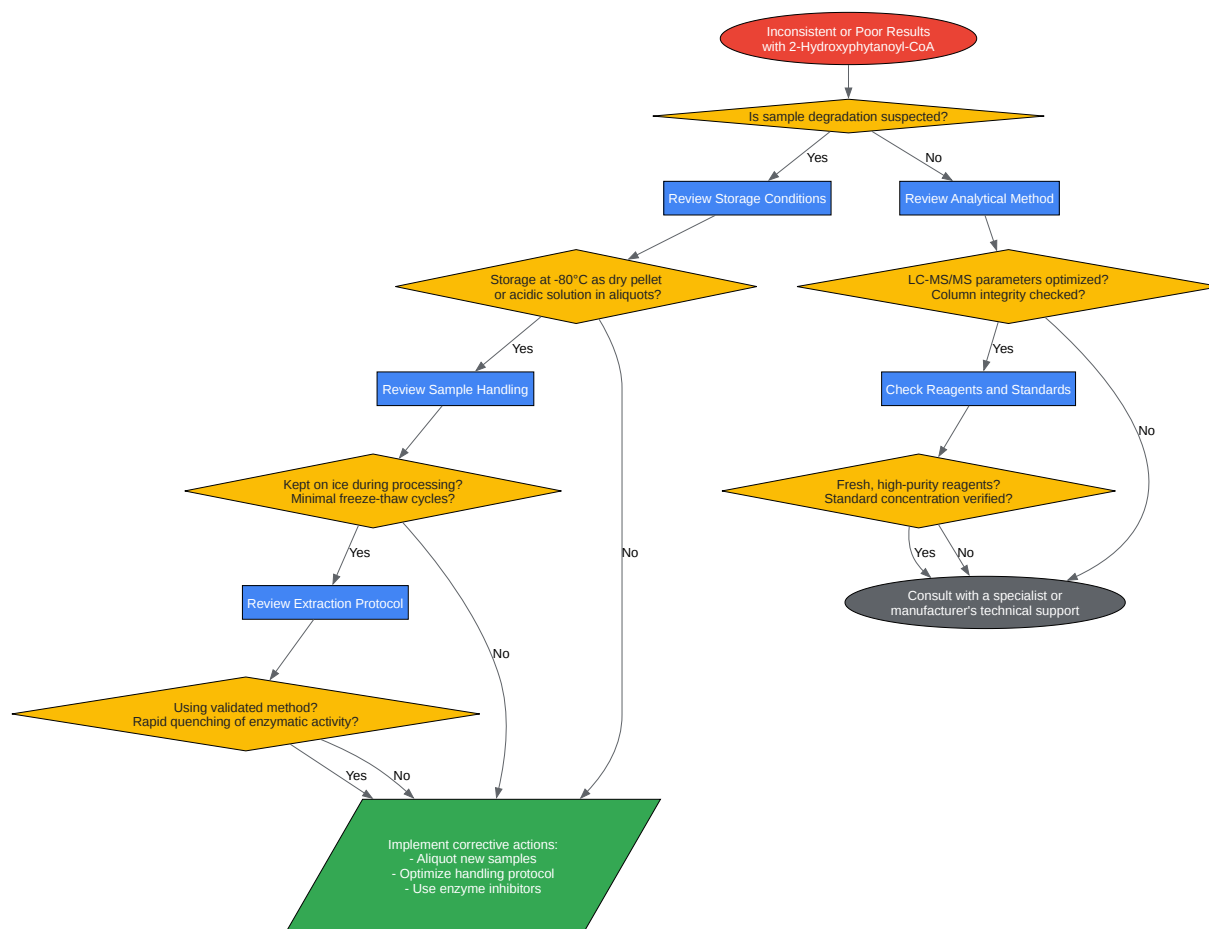 Inconsistent or Poor Results
with 2-Hydroxyphytanoyl-CoA
Is sample degradation suspected?
Yes
No
Review Storage Conditions
Review Analytical Method
Storage at -80°C as dry pellet
or acidic solution in aliquots?
LC-MS/MS parameters optimized?
Column integrity checked?
Yes
Yes
Review Sample Handling
Check Reagents and Standards
No
Kept on ice during processing?
Minimal freeze-thaw cycles?
Fresh, high-purity reagents?
Standard concentration verified?
Yes
No
Yes
No
Review Extraction Protocol
Consult with a specialist or
manufacturer's technical support
No
Using validated method?
Rapid quenching of enzymatic activity?
Yes
No
Implement corrective actions:
- Aliquot new samples
- Optimize handling protocol
- Use enzyme inhibitors